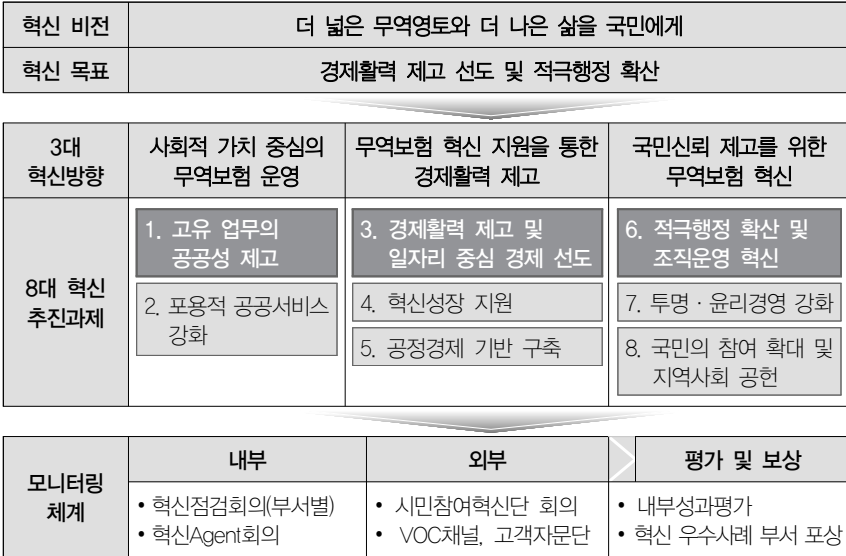 혁신 비전
더 넓은 무역영토와 더 나은 삶을 국민에게
혁신 목표
경제활력 제고 선도 및 적극행정 확산
3대
혁신방향
사회적 가치 중심의
무역보험 운영
무역보험 혁신 지원을 통한
경제활력 제고
국민신뢰 제고를 위한
무역보험 혁신
8대 혁신
추진과제
1. 고유 업무의
공공성 제고
2. 포용적 공공서비스
강화
3. 경제활력 제고 및
일자리 중심 경제 선도
4. 혁신성장 지원
5. 공정경제 기반 구축
6. 적극행정 확산 및
조직운영 혁신
7. 투명 · 윤리경영 강화
8. 국민의 참여 확대 및
지역사회 공헌
모니터링
체계
내부
• 혁신점검회의(부서별)
• 혁신Agent회의
외부
• 시민참여혁신단 회의
• VOC채널, 고객자문단
평가 및 보상
• 내부성과평가
• 혁신 우수사례 부서 포상